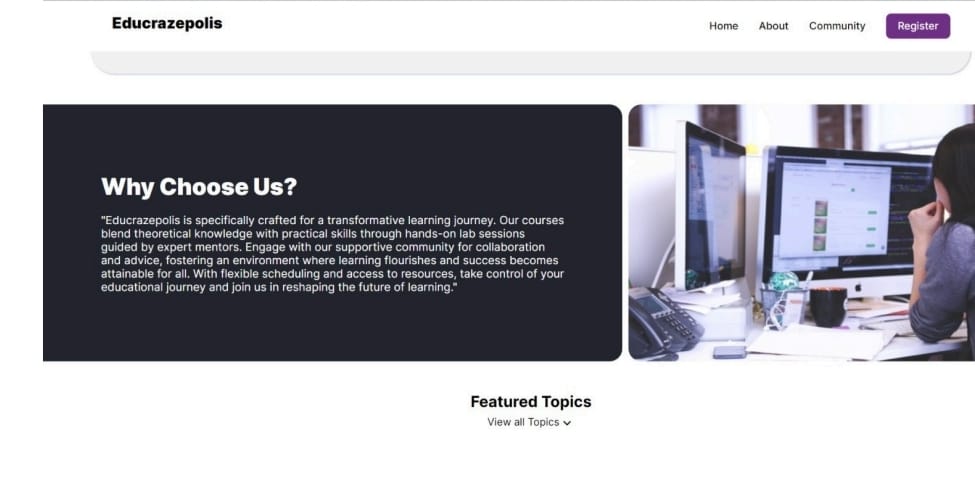 Educrazepolis
Home About Community Register
Why Choose Us?
"Educrazepolis is specifically crafted for a transformative learning journey. Our courses
blend theoretical knowledge with practical skills through hands-on lab sessions
guided by expert mentors. Engage with our supportive community for collaboration
and advice, fostering an environment where learning flourishes and success becomes
attainable for all. With flexible scheduling and access to resources, take control of your
educational journey and join us in reshaping the future of learning."
Featured Topics
View all Topics